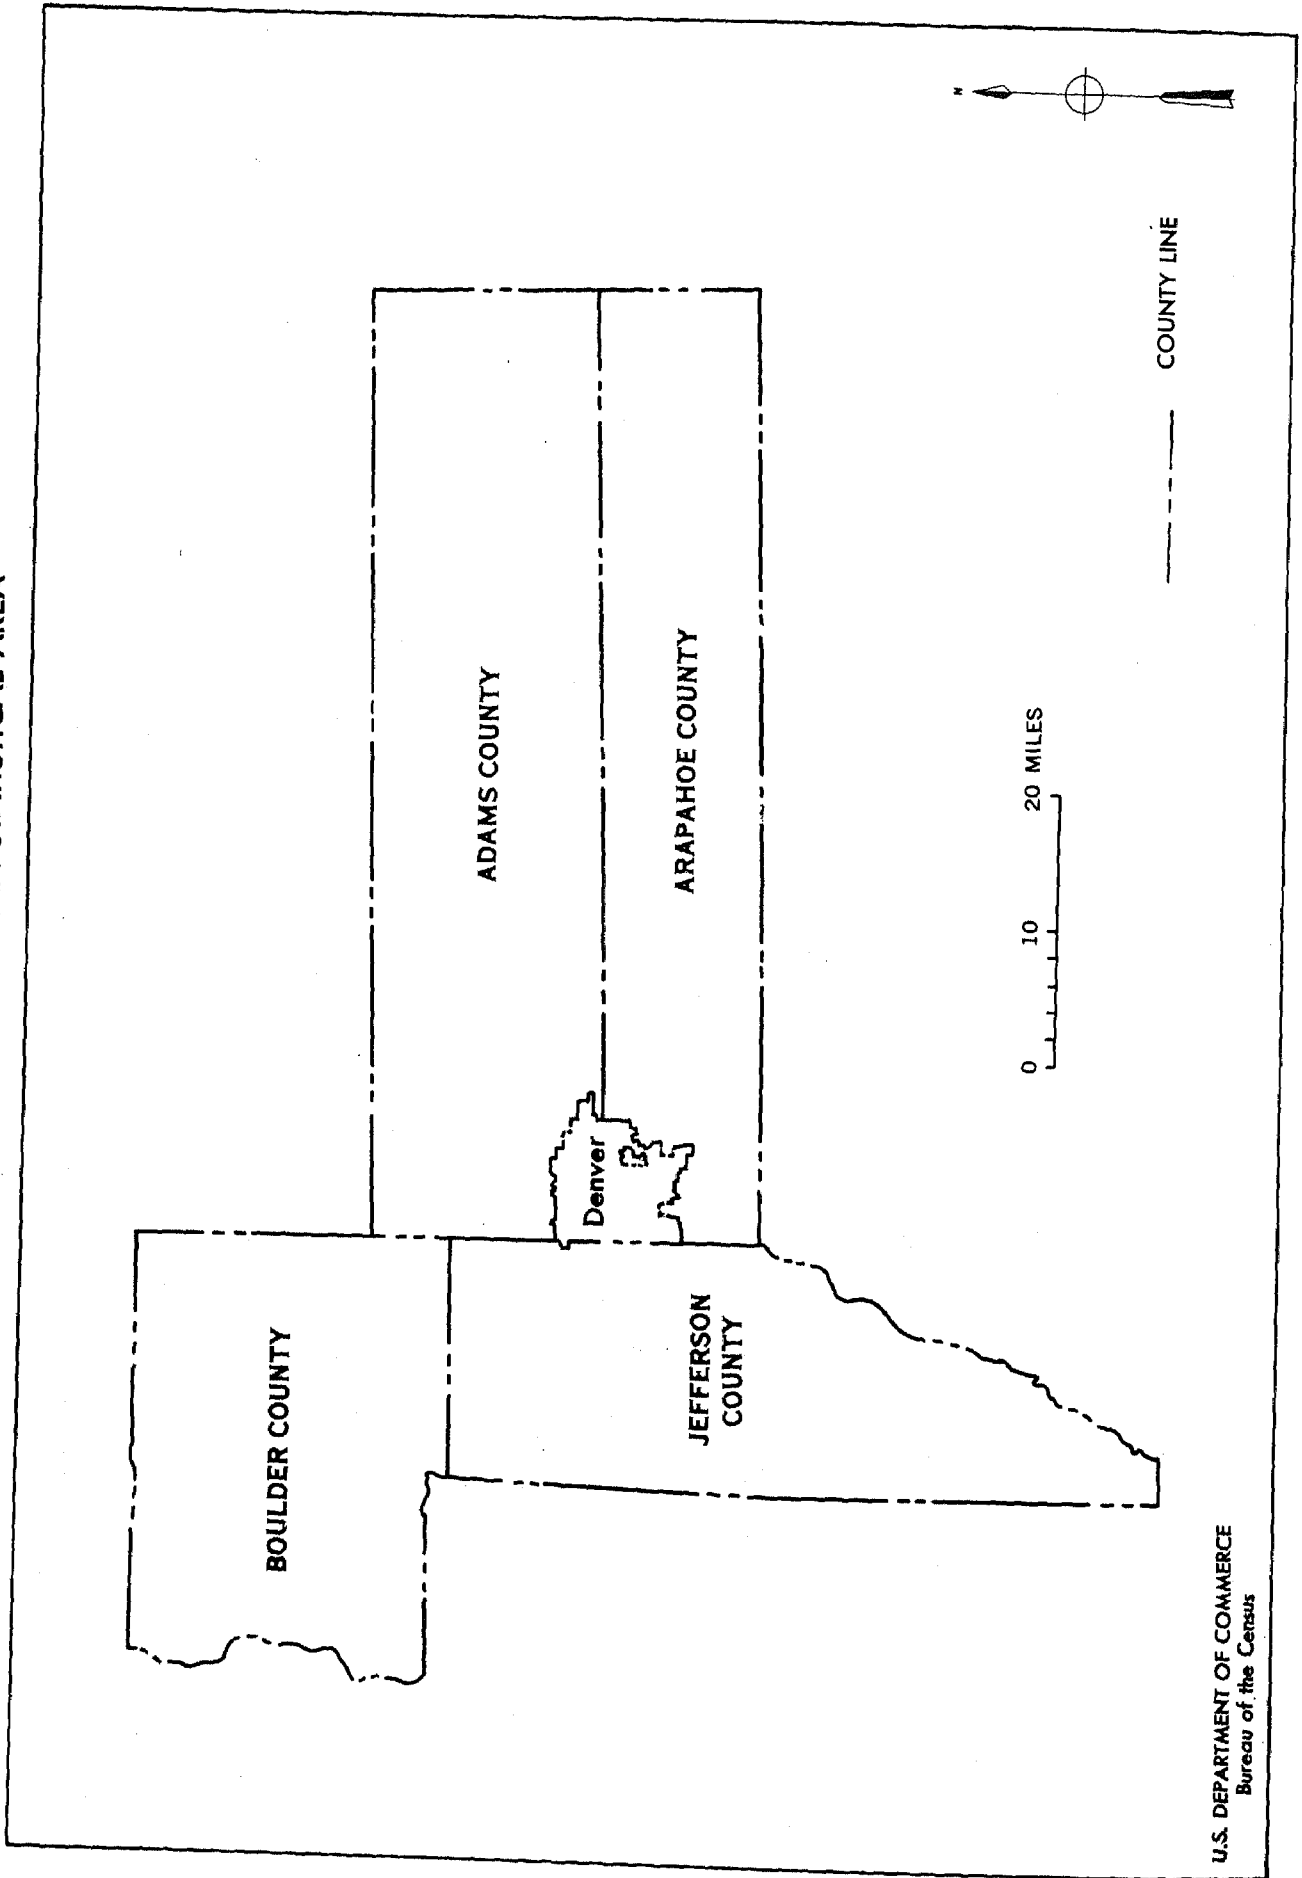 BOULDER COUNTY
ADAMS COUNTY
Denver
ARAPAHOE COUNTY
JEFFERSON
COUNTY
0 10 20 MILES
COUNTY LINE
N
U.S. DEPARTMENT OF COMMERCE
Bureau of the Census